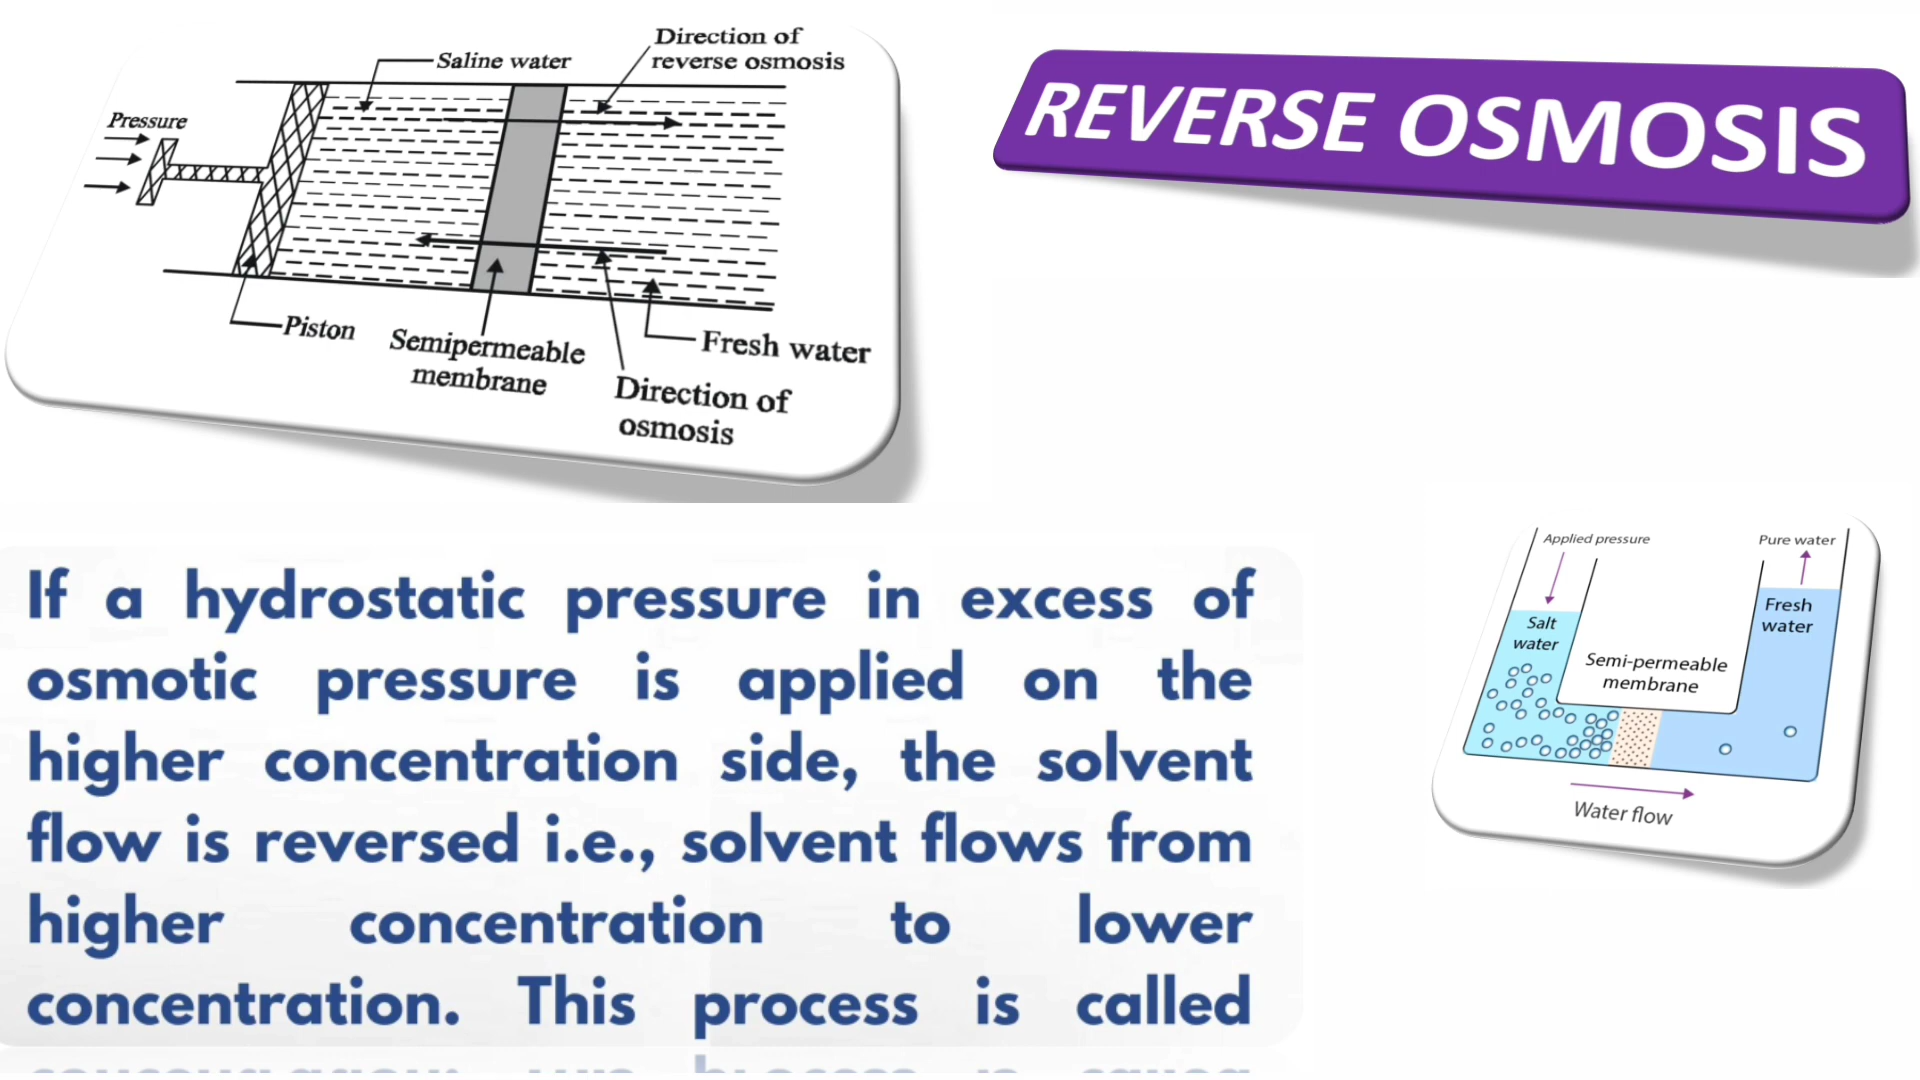 Saline water
Direction of
reverse osmosis
Pressure
Piston
Semipermeable
membrane
Fresh water
Direction of
osmosis
REVERSE OSMOSIS
If a hydrostatic pressure in excess of
osmotic pressure is applied on the
higher concentration side, the solvent
flow is reversed i.e., solvent flows from
higher concentration to lower
concentration. This process is called
Applied pressure
Pure water
Salt
water
Fresh
water
Semi-permeable
membrane
Water flow